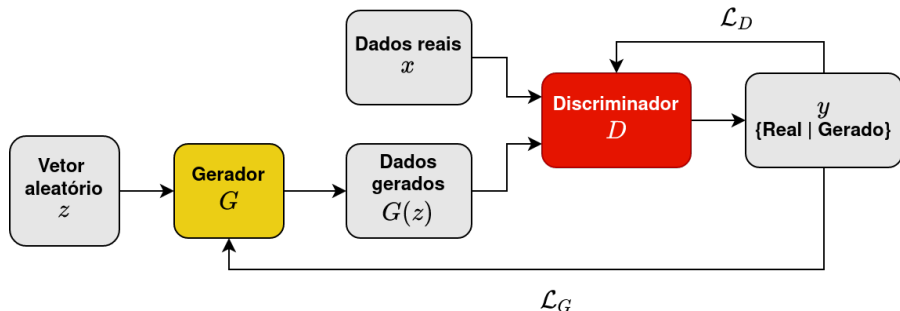 ℒ_D
Dados reais
x
Discriminador
D
y
{Real | Gerado}
Vetor
aleatório
z
Gerador
G
Dados
gerados
G(z)
ℒ_G